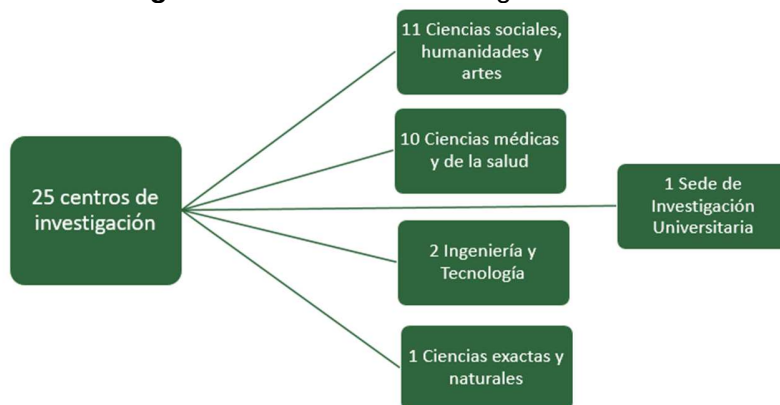 11 Ciencias sociales,
humanidades y
artes
10 Ciencias médicas
y de la salud
25 centros de
investigación
1 Sede de
Investigación
Universitaria
2 Ingeniería y
Tecnología
1 Ciencias exactas y
naturales